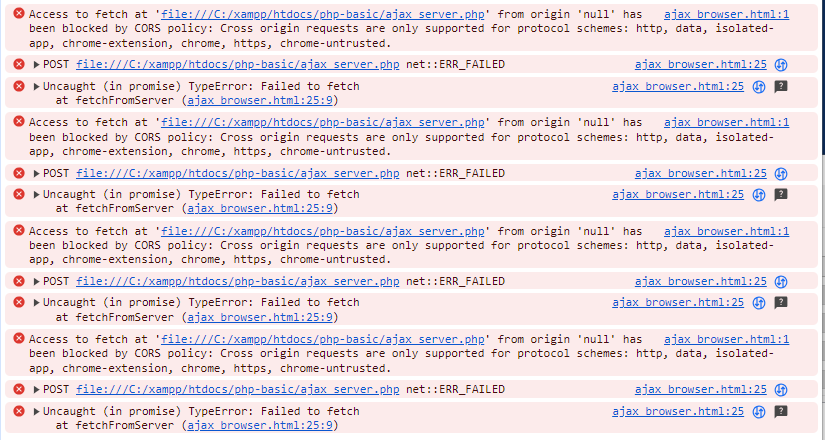 Access to fetch at 'file:///C:/xampp/htdocs/php-basic/ajax_server.php' from origin 'null' has ajax_browser.html:1
been blocked by CORS policy: Cross origin requests are only supported for protocol schemes: http, data, isolated-
app, chrome-extension, chrome, https, chrome-untrusted.
POST file:///C:/xampp/htdocs/php-basic/ajax_server.php net::ERR_FAILED ajax_browser.html:25
Uncaught (in promise) TypeError: Failed to fetch ajax_browser.html:25
at fetchFromServer (ajax_browser.html:25:9)
Access to fetch at 'file:///C:/xampp/htdocs/php-basic/ajax_server.php' from origin 'null' has ajax_browser.html:1
been blocked by CORS policy: Cross origin requests are only supported for protocol schemes: http, data, isolated-
app, chrome-extension, chrome, https, chrome-untrusted.
POST file:///C:/xampp/htdocs/php-basic/ajax_server.php net::ERR_FAILED ajax_browser.html:25
Uncaught (in promise) TypeError: Failed to fetch ajax_browser.html:25
at fetchFromServer (ajax_browser.html:25:9)
Access to fetch at 'file:///C:/xampp/htdocs/php-basic/ajax_server.php' from origin 'null' has ajax_browser.html:1
been blocked by CORS policy: Cross origin requests are only supported for protocol schemes: http, data, isolated-
app, chrome-extension, chrome, https, chrome-untrusted.
POST file:///C:/xampp/htdocs/php-basic/ajax_server.php net::ERR_FAILED ajax_browser.html:25
Uncaught (in promise) TypeError: Failed to fetch ajax_browser.html:25
at fetchFromServer (ajax_browser.html:25:9)
Access to fetch at 'file:///C:/xampp/htdocs/php-basic/ajax_server.php' from origin 'null' has ajax_browser.html:1
been blocked by CORS policy: Cross origin requests are only supported for protocol schemes: http, data, isolated-
app, chrome-extension, chrome, https, chrome-untrusted.
POST file:///C:/xampp/htdocs/php-basic/ajax_server.php net::ERR_FAILED ajax_browser.html:25
Uncaught (in promise) TypeError: Failed to fetch ajax_browser.html:25
at fetchFromServer (ajax_browser.html:25:9)